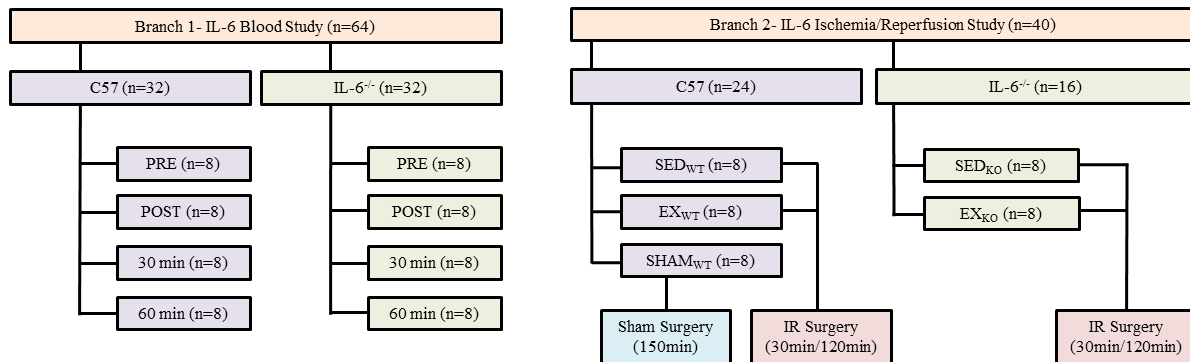 Branch 1- IL-6 Blood Study (n=64)
C57 (n=32)
IL-6-/- (n=32)
PRE (n=8)
POST (n=8)
30 min (n=8)
60 min (n=8)
PRE (n=8)
POST (n=8)
30 min (n=8)
60 min (n=8)
Branch 2- IL-6 Ischemia/Reperfusion Study (n=40)
C57 (n=24)
IL-6-/- (n=16)
SEDWT (n=8)
EXWT (n=8)
SHAMWT (n=8)
Sham Surgery
(150min)
IR Surgery
(30min/120min)
SEDKO (n=8)
EXKO (n=8)
IR Surgery
(30min/120min)